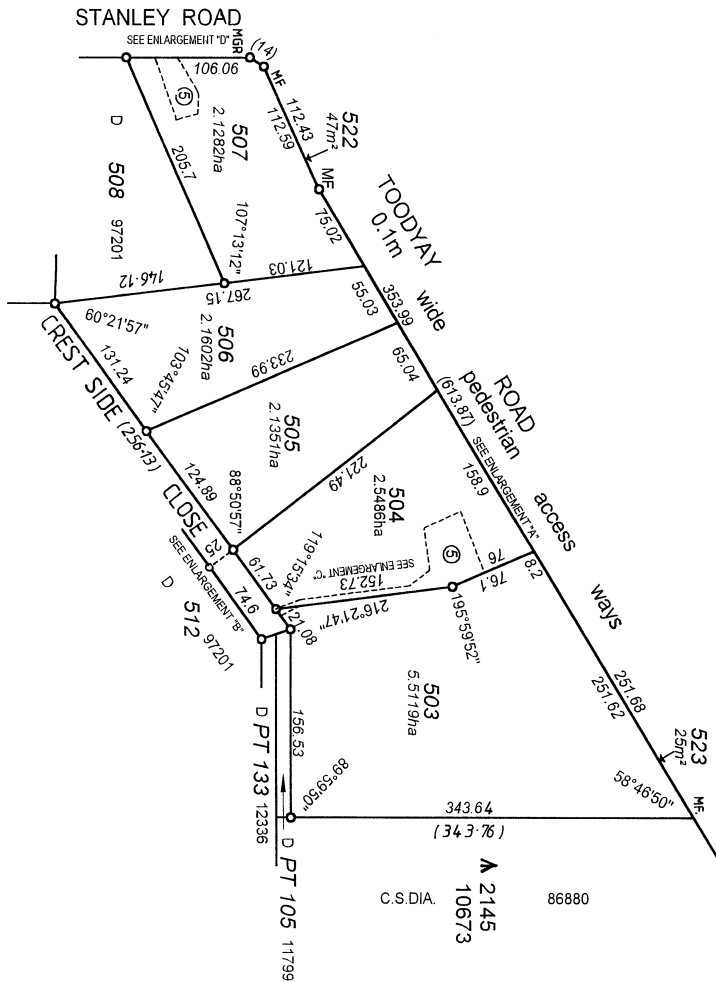 STANLEY ROAD
SEE ENLARGEMENT "D"
MGR
(14)
106.06
MF
5
507
2.1282ha
112.43
112.59
522
47m²
MF
75.02
TOODYAY
0.1m
wide
ROAD
pedestrian
access
ways
D
508
97201
205.7
107°13'12"
121.03
267.15
146.12
55.03
353.99
506
2.1602ha
60°21'57"
131.24
103°45'47"
233.99
65.04
(613.87)
CREST SIDE
(256.13)
CLOSE
505
2.1351ha
124.89
88°50'57"
221.49
504
2.5486ha
158.9
SEE ENLARGEMENT "A"
5
76
76.1
8.2
25
61.73
119°15'34"
SEE ENLARGEMENT "C"
152.73
216°21'47"
195°59'52"
SEE ENLARGEMENT "B"
74.6
D
512
97201
21.08
503
5.5119ha
251.68
251.62
523
25m²
58°46'50"
MF.
156.53
89°59'50"
343.64
(343.76)
D PT 133 12336
D PT 105 11799
2145
10673
C.S.DIA.
86880